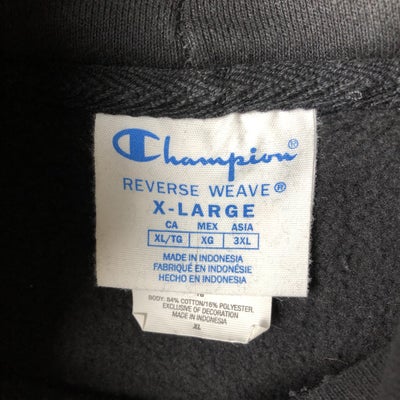 Champion®
REVERSE WEAVE®
X-LARGE
CA MEX ASIA
XL/TG XG 3XL
MADE IN INDONESIA
FABRIQUÉ EN INDONÉSIE
HECHO EN INDONESIA
BODY: 84% COTTON/16% POLYESTER,
EXCLUSIVE OF DECORATION
MADE IN INDONESIA
XL